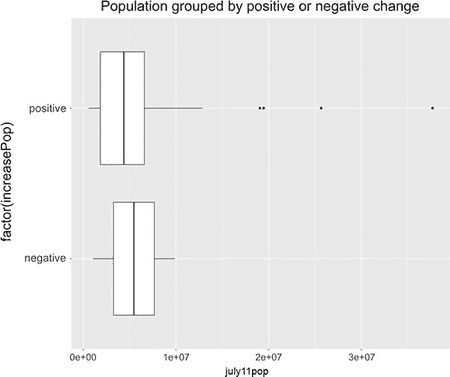 Population grouped by positive or negative change
factor(increasePop)
positive
negative
0e+00 1e+07 2e+07 3e+07
july11pop